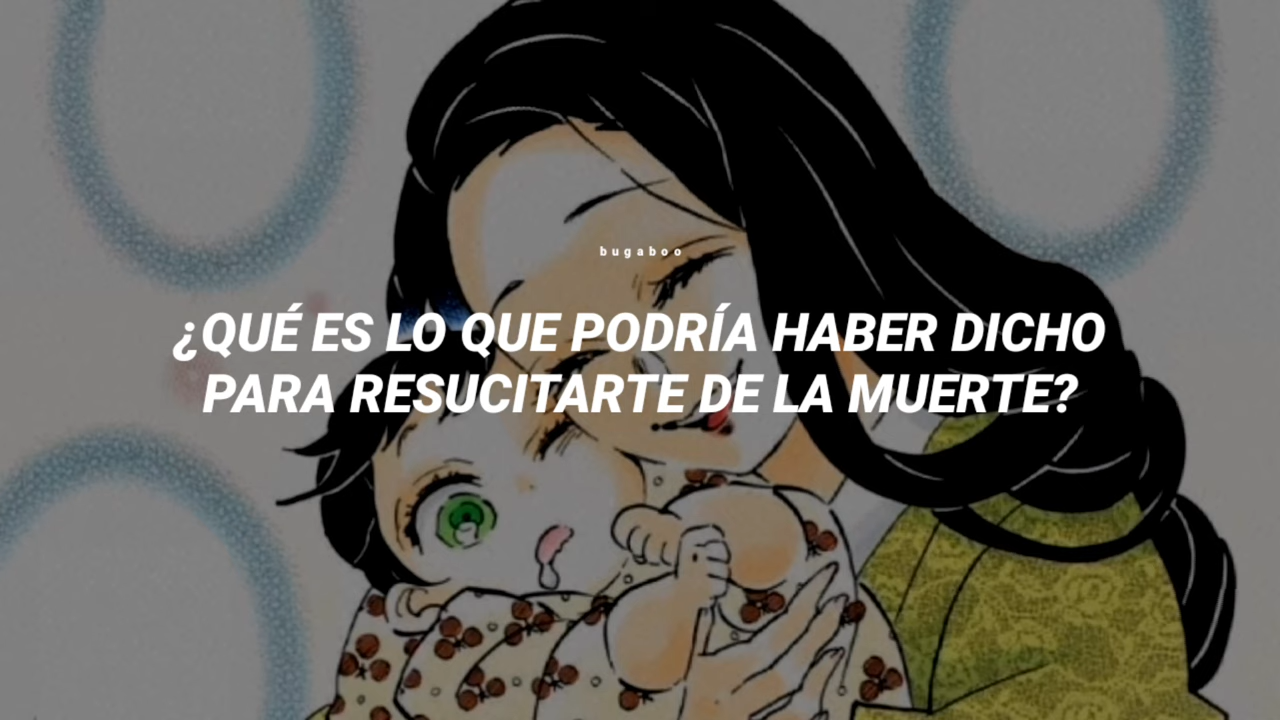 bugaboo
¿QUÉ ES LO QUE PODRÍA HABER DICHO
PARA RESUCITARTE DE LA MUERTE?